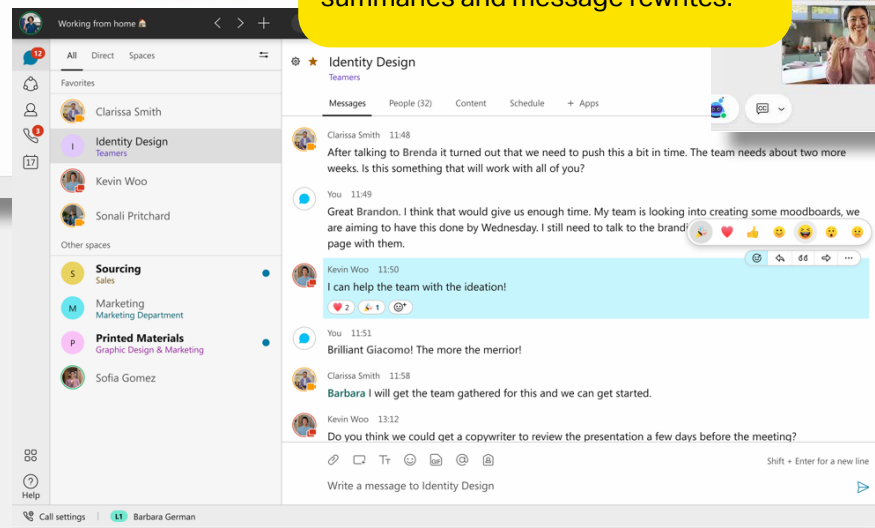 summaries and message rewrites.
Working from home
12
All Direct Spaces
Favorites
Clarissa Smith
I
Identity Design
Teamers
Kevin Woo
Sonali Pritchard
Other spaces
S
Sourcing
Sales
M
Marketing
Marketing Department
P
Printed Materials
Graphic Design & Marketing
Sofia Gomez
3
17
Help
Call settings
L1 Barbara German
Identity Design
Teamers
Messages People (32) Content Schedule + Apps
CC
Clarissa Smith 11:48
After talking to Brenda it turned out that we need to push this a bit in time. The team needs about two more
weeks. Is this something that will work with all of you?
You 11:49
Great Brandon. I think that would give us enough time. My team is looking into creating some moodboards, we
are aiming to have this done by Wednesday. I still need to talk to the brandi
page with them.
Kevin Woo 11:50
I can help the team with the ideation!
2 1
You 11:51
Brilliant Giacomo! The more the merrior!
Clarissa Smith 11:58
Barbara I will get the team gathered for this and we can get started.
Kevin Woo 13:12
Do you think we could get a copywriter to review the presentation a few days before the meeting?
GIF
Shift + Enter for a new line
Write a message to Identity Design